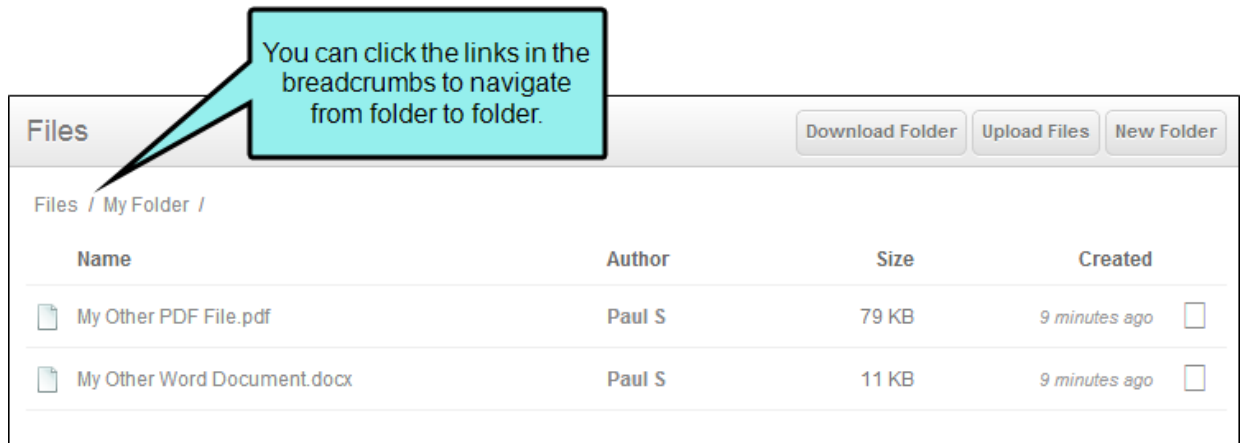 You can click the links in the
breadcrumbs to navigate
from folder to folder.
Files
Download Folder
Upload Files
New Folder
Files / My Folder /
Name Author Size Created
My Other PDF File.pdf Paul S 79 KB 9 minutes ago
My Other Word Document.docx Paul S 11 KB 9 minutes ago